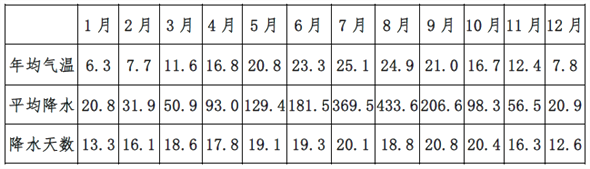 1月 2月 3月 4月 5月 6月 7月 8月 9月 10月 11月 12月
年均气温 6.3 7.7 11.6 16.8 20.8 23.3 25.1 24.9 21.0 16.7 12.4 7.8
平均降水 20.8 31.9 50.9 93.0 129.4 181.5 369.5 433.6 206.6 98.3 56.5 20.9
降水天数 13.3 16.1 18.6 17.8 19.1 19.3 20.1 18.8 20.8 20.4 16.3 12.6